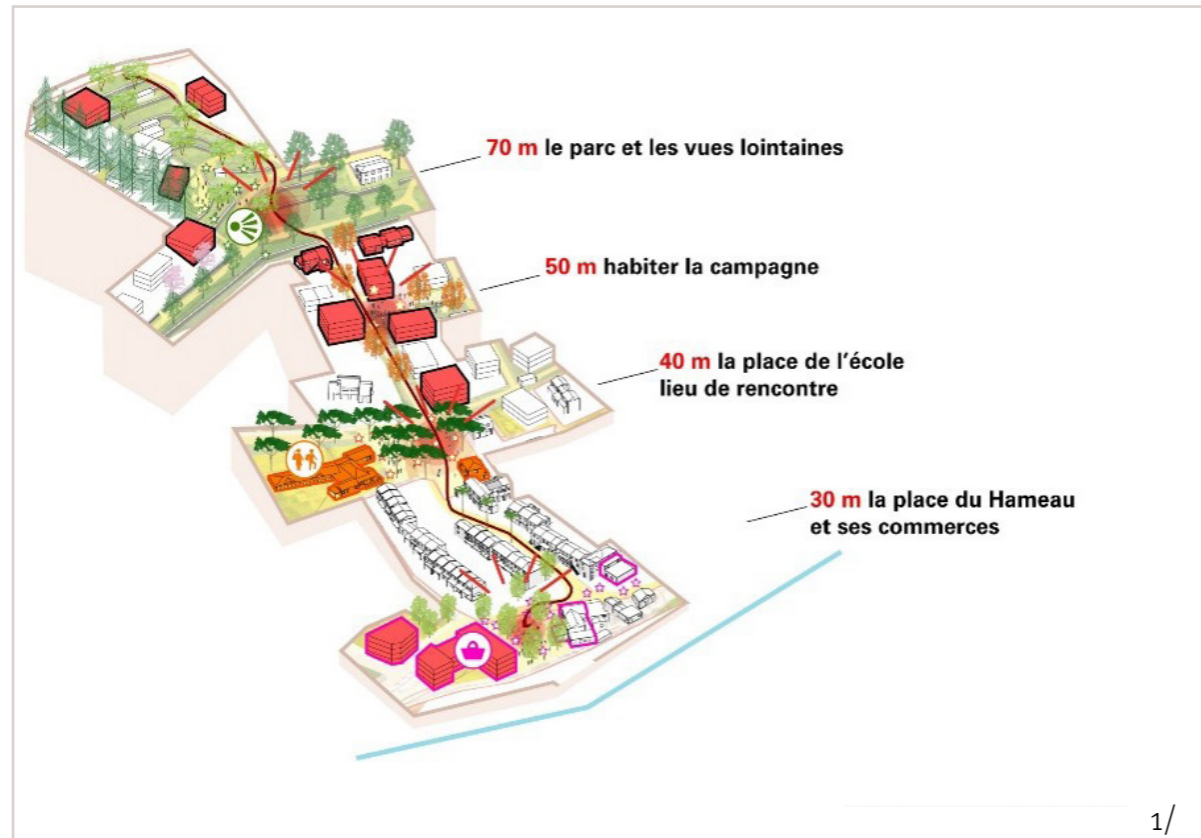 70 m le parc et les vues lointaines
50 m habiter la campagne
40 m la place de l'école
lieu de rencontre
30 m la place du Hameau
et ses commerces
1/